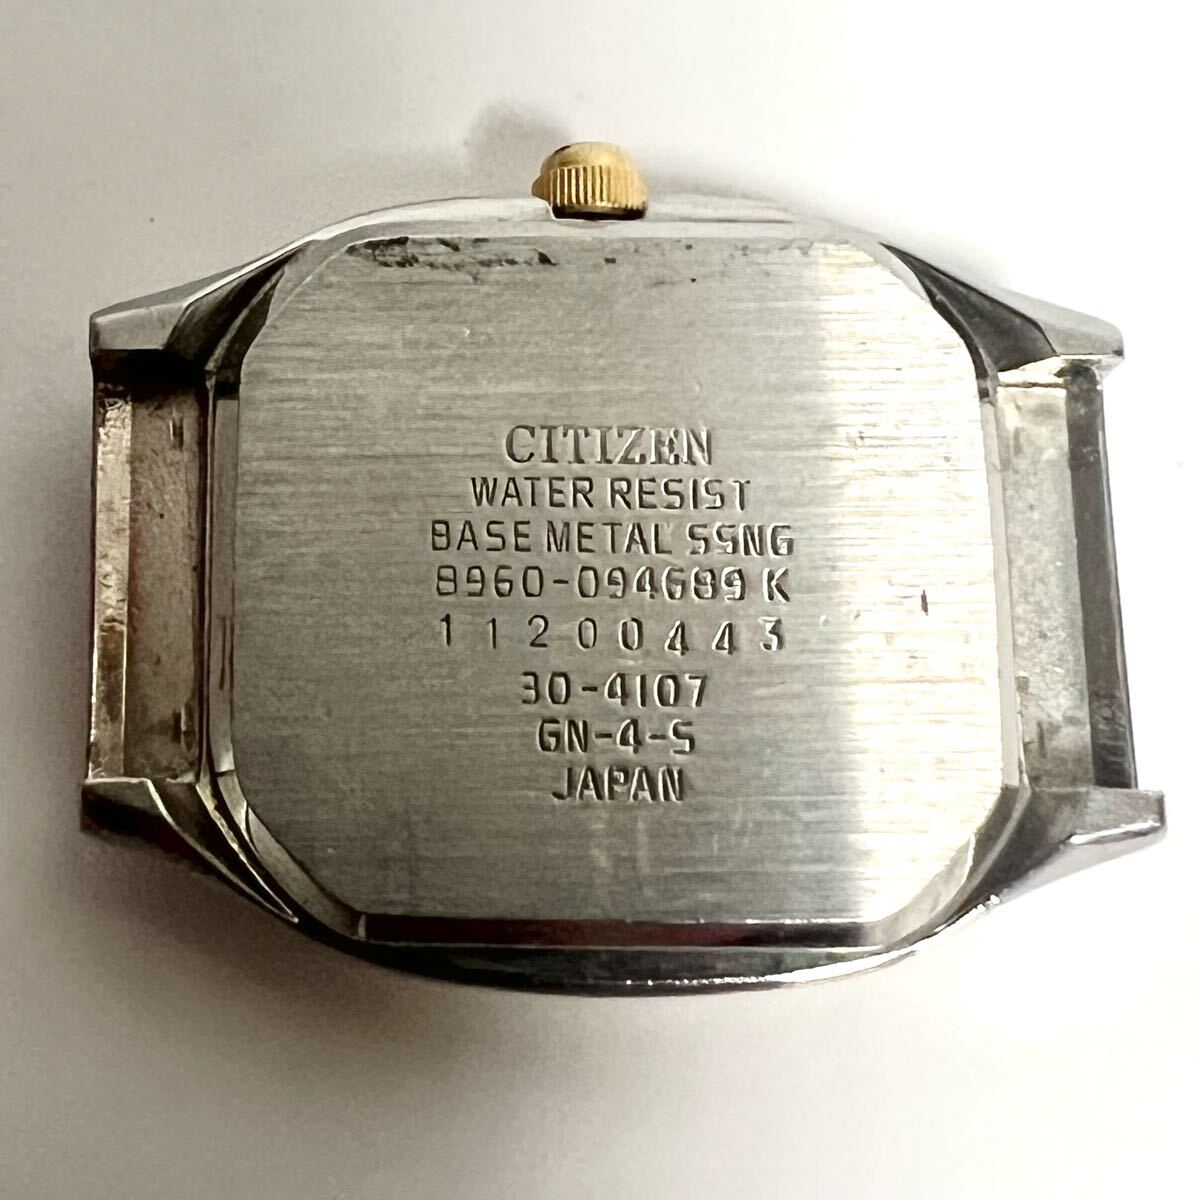 CITIZEN
WATER RESIST
BASE METAL SSNG
8960-094689 K
11200443
30-4107
GN-4-S
JAPAN